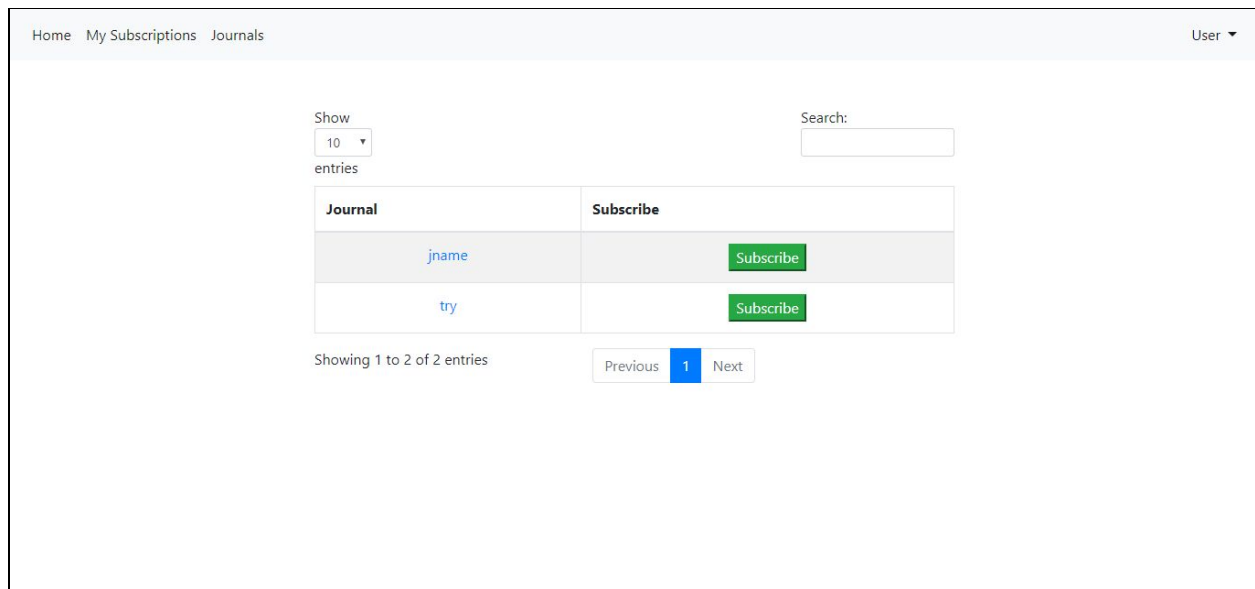 Home My Subscriptions Journals User
Show
10
entries
Search:
Journal Subscribe
jname Subscribe
try Subscribe
Showing 1 to 2 of 2 entries Previous 1 Next